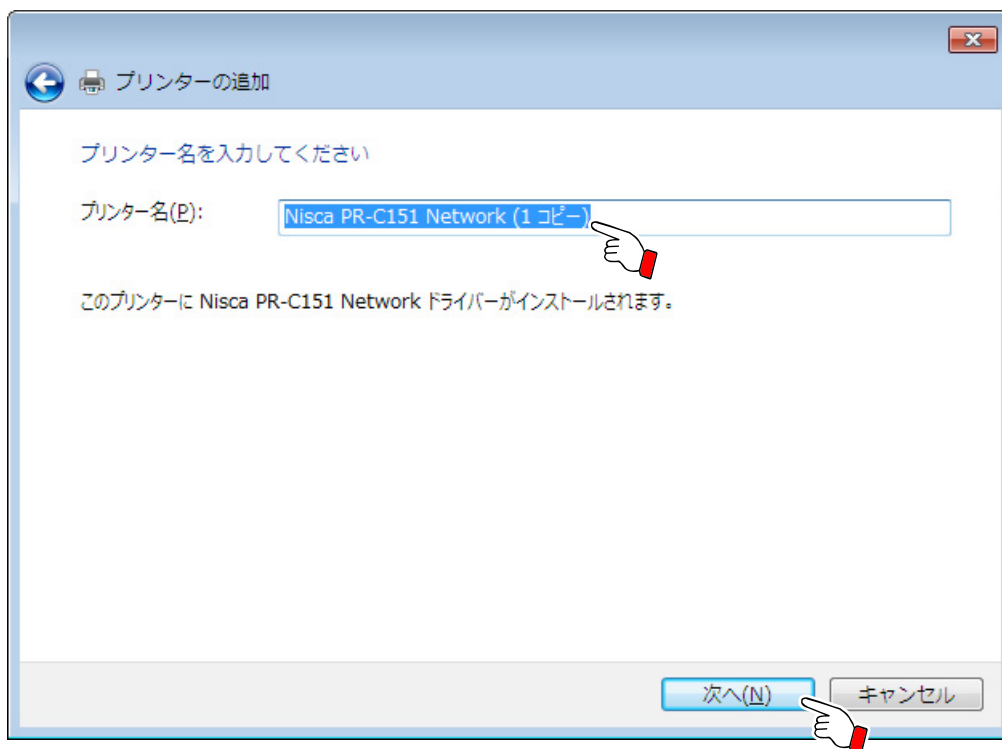 プリンターの追加
プリンター名を入力してください
プリンター名(P): Nisca PR-C151 Network (1 コピー)
このプリンターに Nisca PR-C151 Network ドライバーがインストールされます。
次へ(N) キャンセル